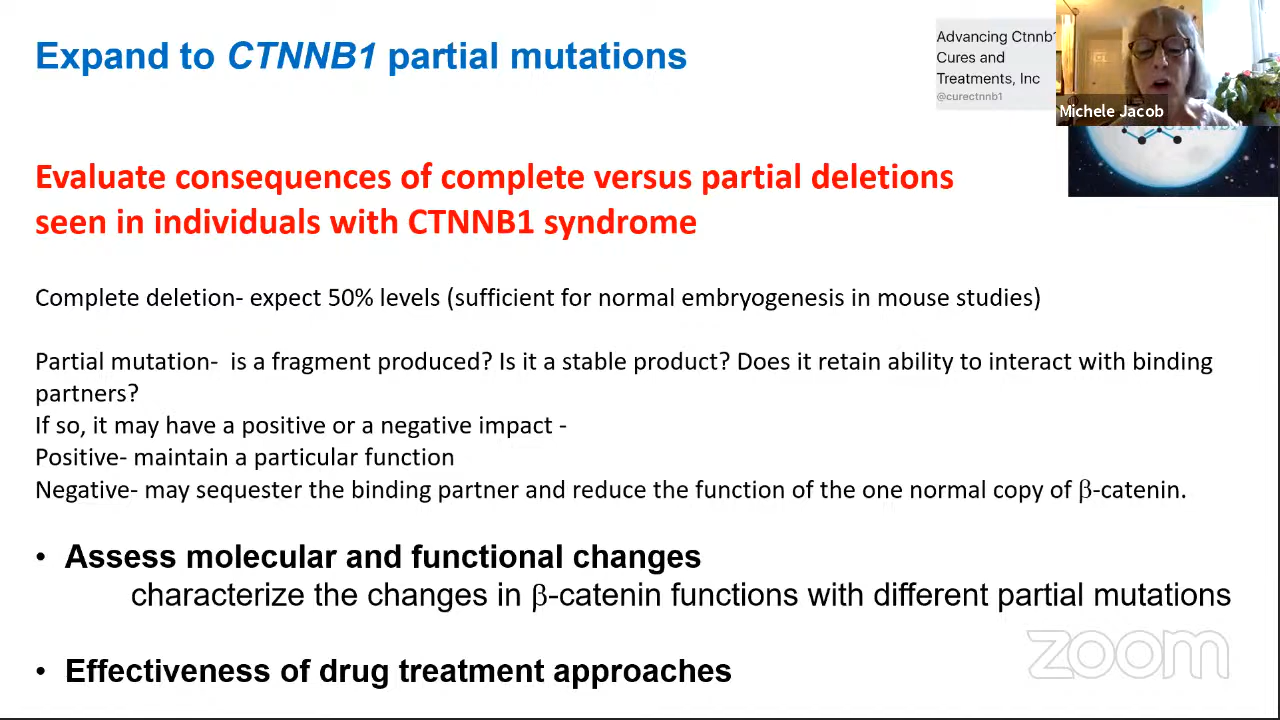 Expand to CTNNB1 partial mutations
Advancing Ctnnb1
Cures and
Treatments, Inc
@curectnnb1
Michele Jacob
CTNNB1
Evaluate consequences of complete versus partial deletions
seen in individuals with CTNNB1 syndrome
Complete deletion- expect 50% levels (sufficient for normal embryogenesis in mouse studies)
Partial mutation-  is a fragment produced? Is it a stable product? Does it retain ability to interact with binding
partners?
If so, it may have a positive or a negative impact -
Positive- maintain a particular function
Negative- may sequester the binding partner and reduce the function of the one normal copy of β-catenin.
• Assess molecular and functional changes
characterize the changes in β-catenin functions with different partial mutations
zoom
• Effectiveness of drug treatment approaches